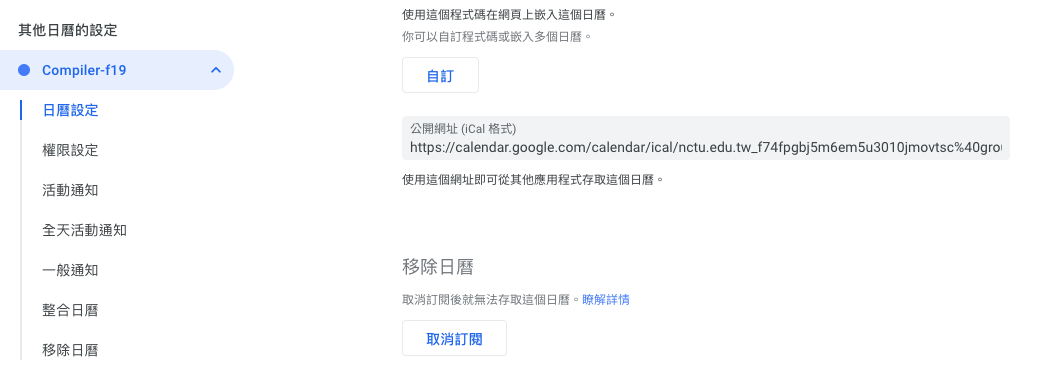 其他日曆的設定
Compiler-f19
日曆設定
權限設定
活動通知
全天活動通知
一般通知
整合日曆
移除日曆
使用這個程式碼在網頁上嵌入這個日曆。
你可以自訂程式碼或嵌入多個日曆。
自訂
公開網址 (iCal 格式)
https://calendar.google.com/calendar/ical/nctu.edu.tw_f74fpgbj5m6em5u3010jmovtsc%40grou
使用這個網址即可從其他應用程式存取這個日曆。
移除日曆
取消訂閱後就無法存取這個日曆。瞭解詳情
取消訂閱